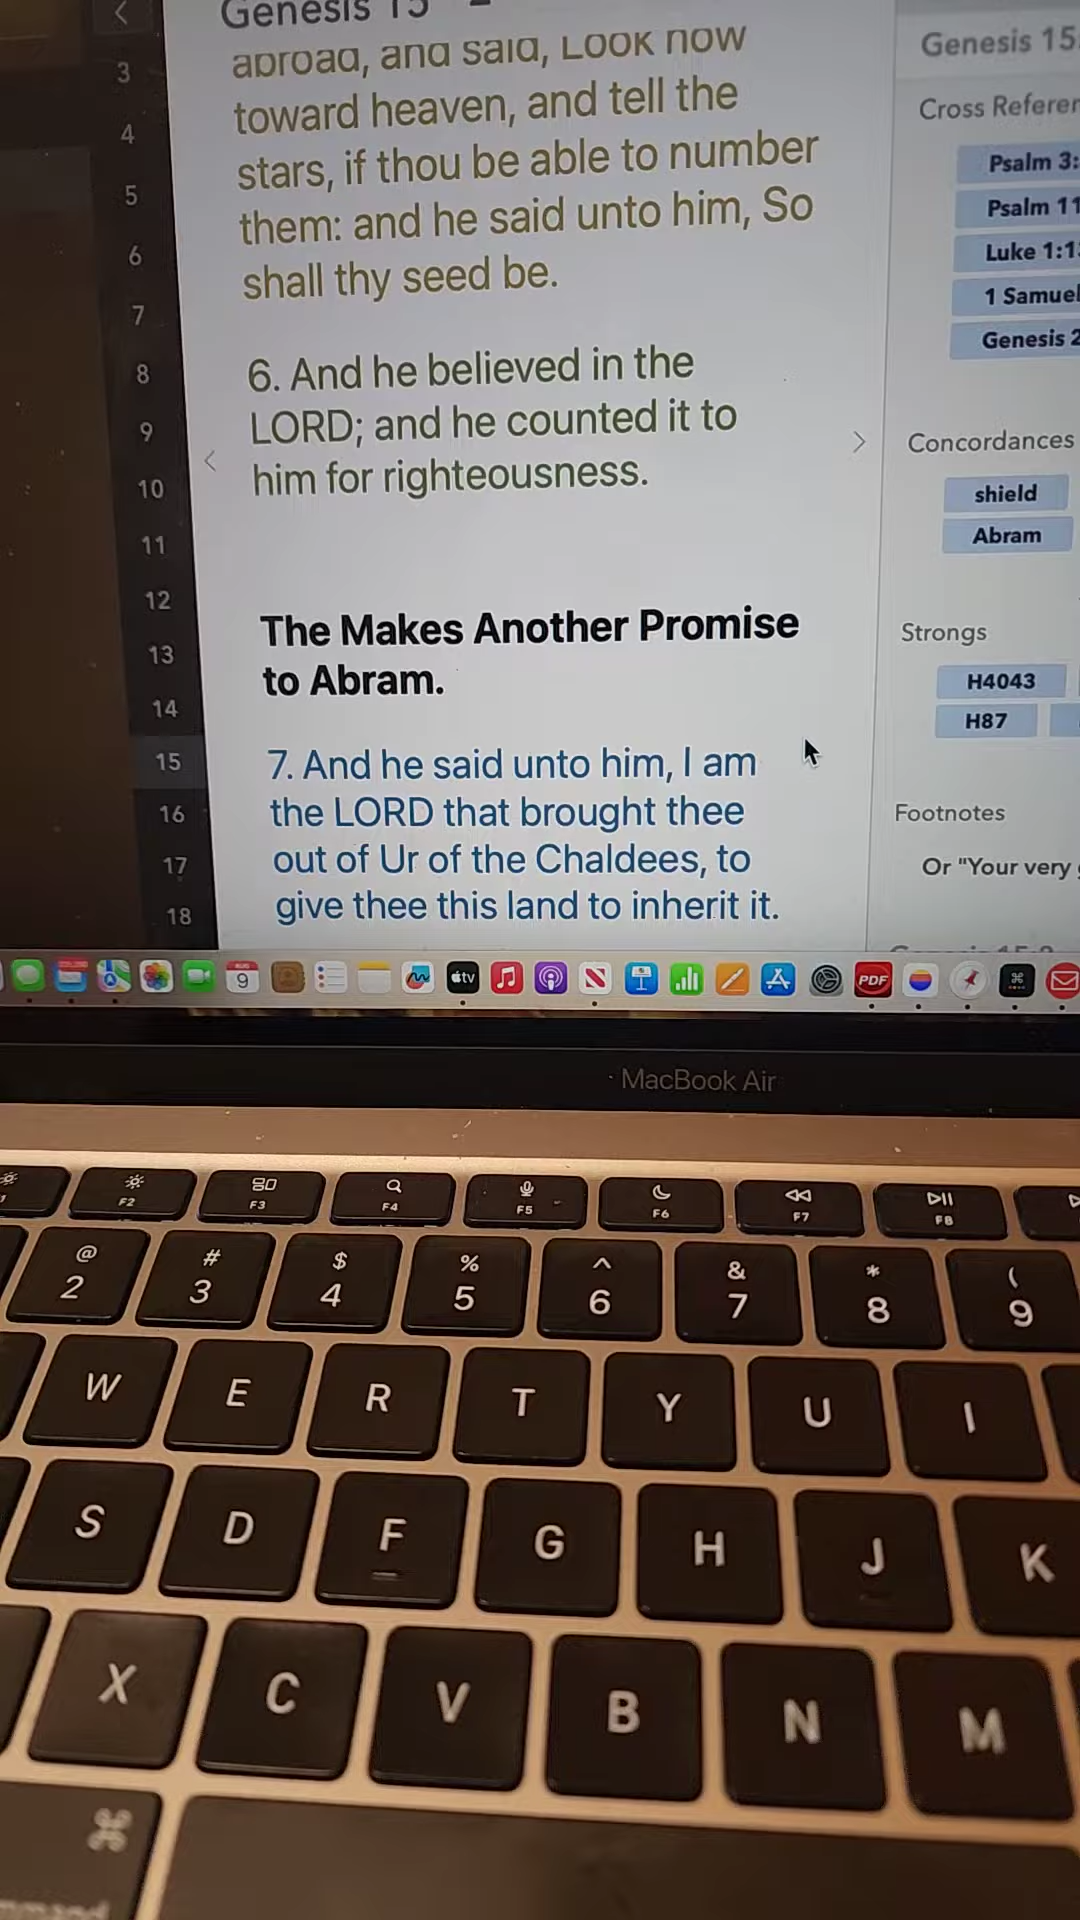 Genesis 15
3
4
5
6
7
8
9
10
11
12
13
14
15
16
17
18
abroad, and said, Look now
toward heaven, and tell the
stars, if thou be able to number
them: and he said unto him, So
shall thy seed be.
6. And he believed in the
LORD; and he counted it to
him for righteousness.
The Makes Another Promise
to Abram.
7. And he said unto him, I am
the LORD that brought thee
out of Ur of the Chaldees, to
give thee this land to inherit it.
Genesis 15
Cross
Psalm 3:
Psalm 11
Luke 1:1
1 Samuel
Genesis 2
Concordances
shield
Abram
Strongs
H4043
H87
Footnotes
Or "Your very
9
tv
PDF
MacBook Air
F2 F3 F4 F5 F6 F7 F8
@ # $ % ^ & * (
2 3 4 5 6 7 8 9
W E R T Y U I
S D F G H J K
X C V B N M
⌘